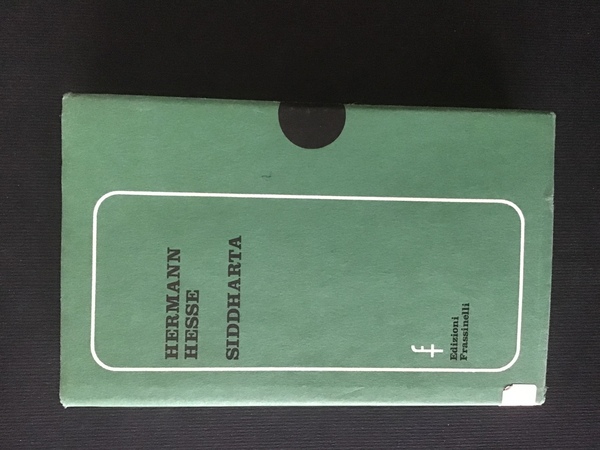 HERMANN
HESSE
SIDDHARTA
f
Edizioni
Frassinelli